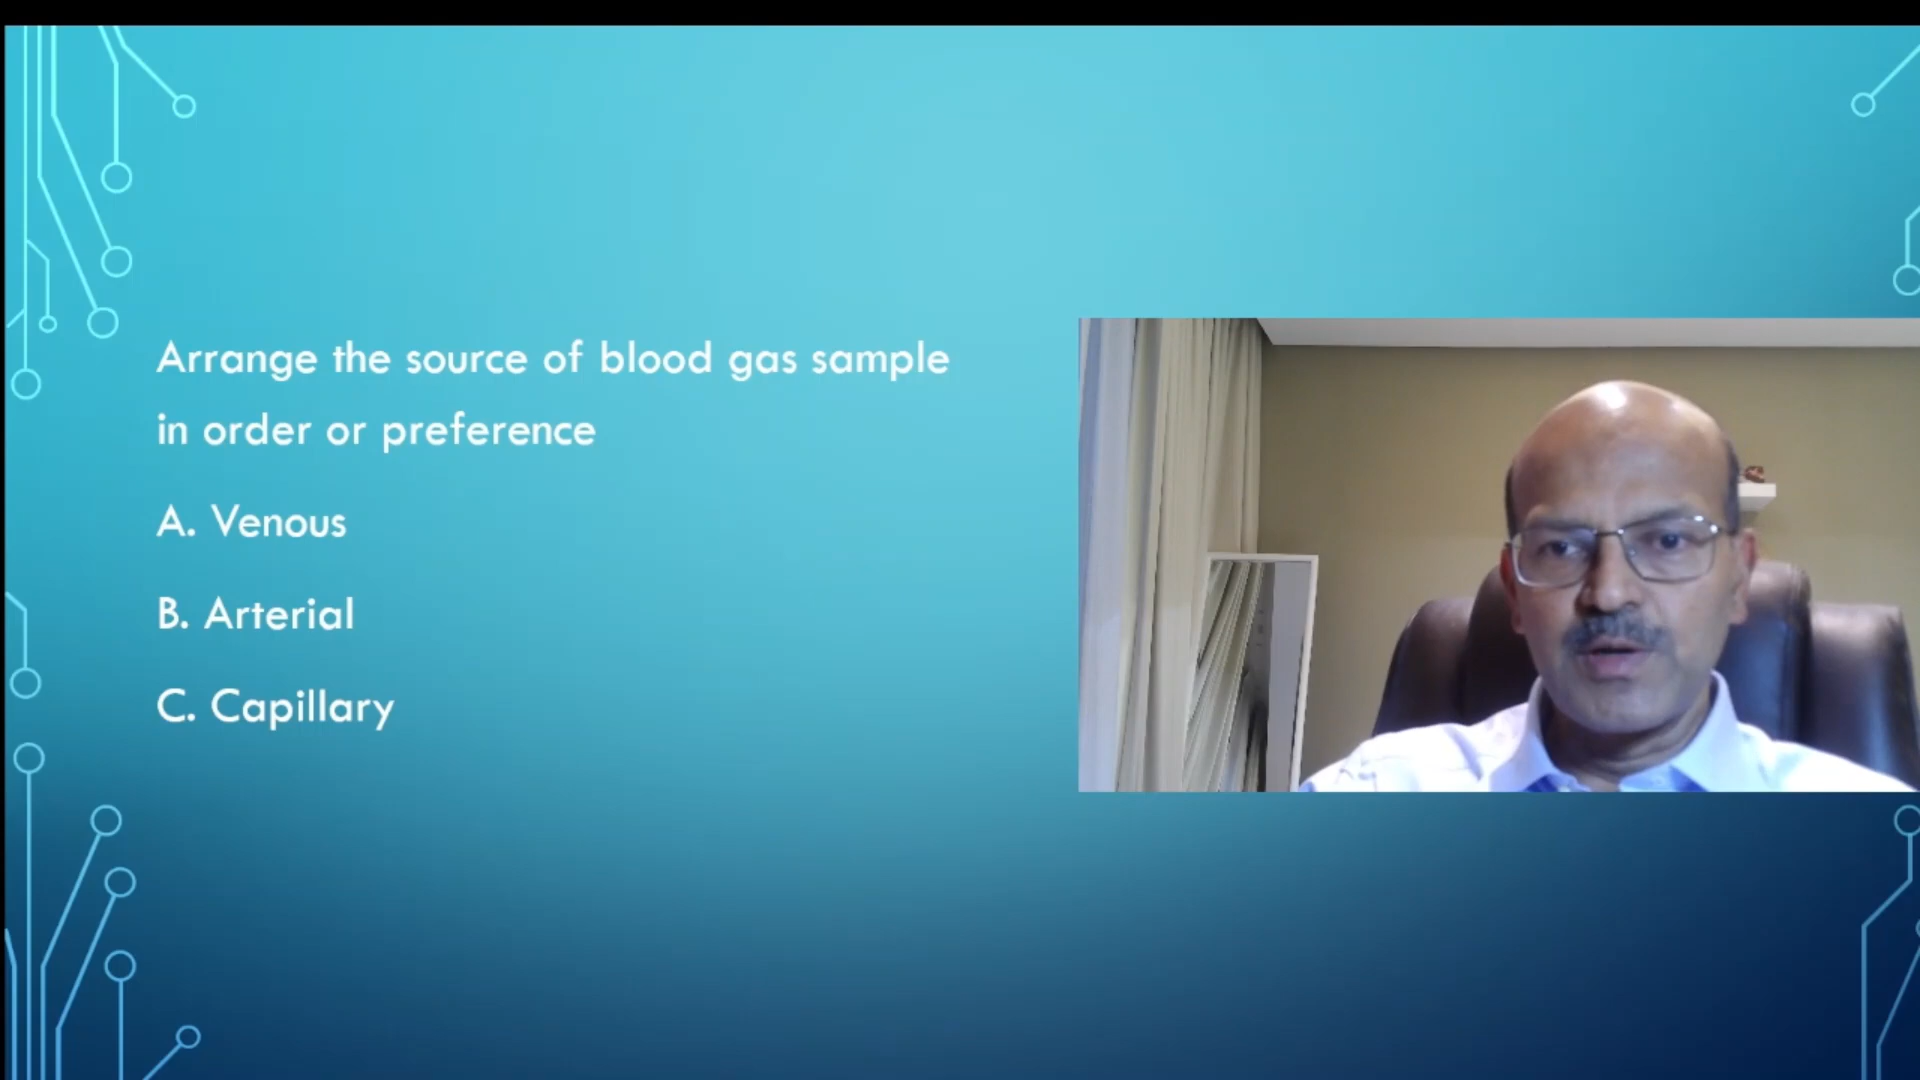 Arrange the source of blood gas sample
in order or preference
A. Venous
B. Arterial
C. Capillary